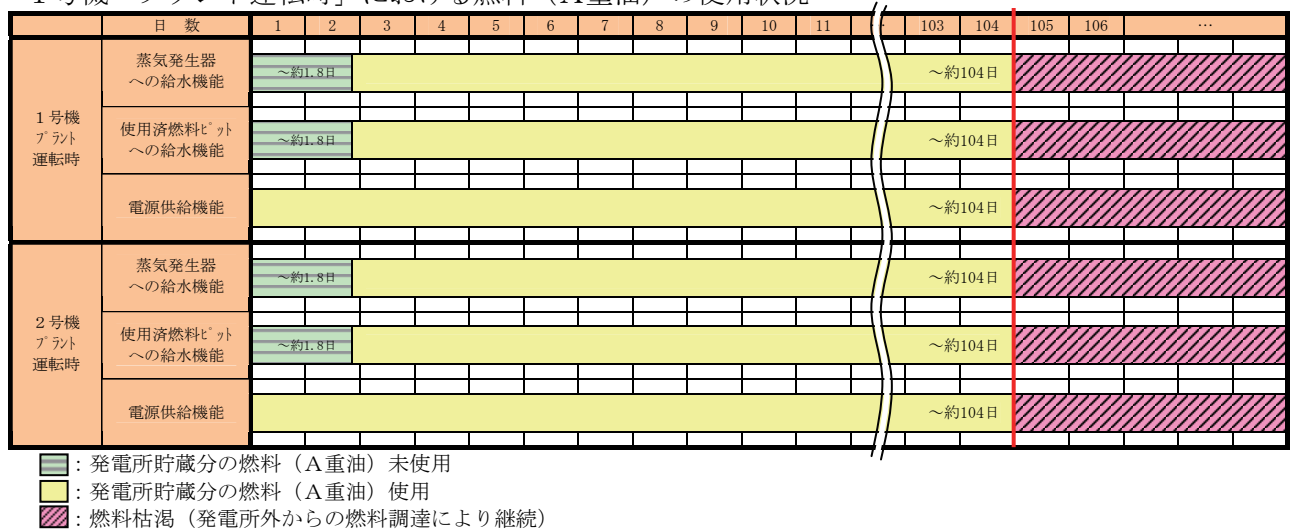 1号機「プラント運転時」における燃料(A重油)の使用状況
日 数 1 2 3 4 5 6 7 8 9 10 11 … 103 104 105 106 …
1号機
プラント
運転時
蒸気発生器
への給水機能
~約1.8日 ~約104日
使用済燃料ピット
への給水機能
~約1.8日 ~約104日
電源供給機能
~約104日
2号機
プラント
運転時
蒸気発生器
への給水機能
~約1.8日 ~約104日
使用済燃料ピット
への給水機能
~約1.8日 ~約104日
電源供給機能
~約104日
:発電所貯蔵分の燃料(A重油)未使用
:発電所貯蔵分の燃料(A重油)使用
:燃料枯渇(発電所外からの燃料調達により継続)